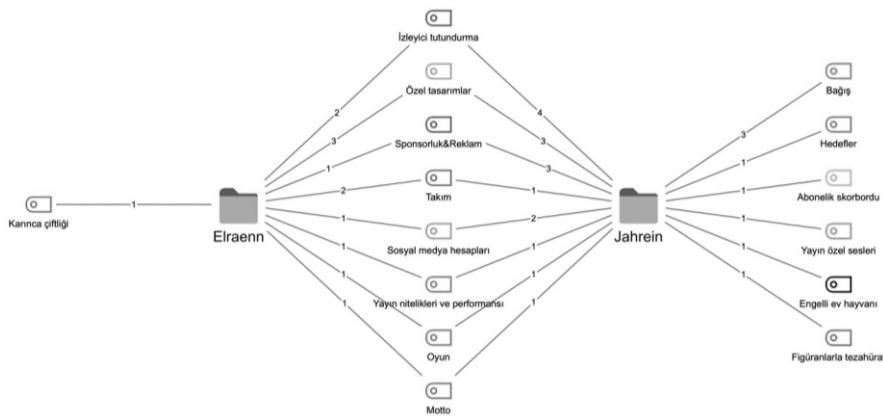 İzleyici tutundurma
Özel tasarımlar
Bağış
2
4
3
3
3
Sponsorluk&Reklam
Hedefler
1
3
1
Karınca çiftliği
1
Elraenn
2
Takım
1
Jahrein
1
Abonelik skorbordu
1
Sosyal medya hesapları
2
1
Yayın özel sesleri
1
Yayın nitelikleri ve performansı
1
1
Engelli ev hayvanı
1
Oyun
1
1
Figüranlarla tezahürat
1
Motto
1